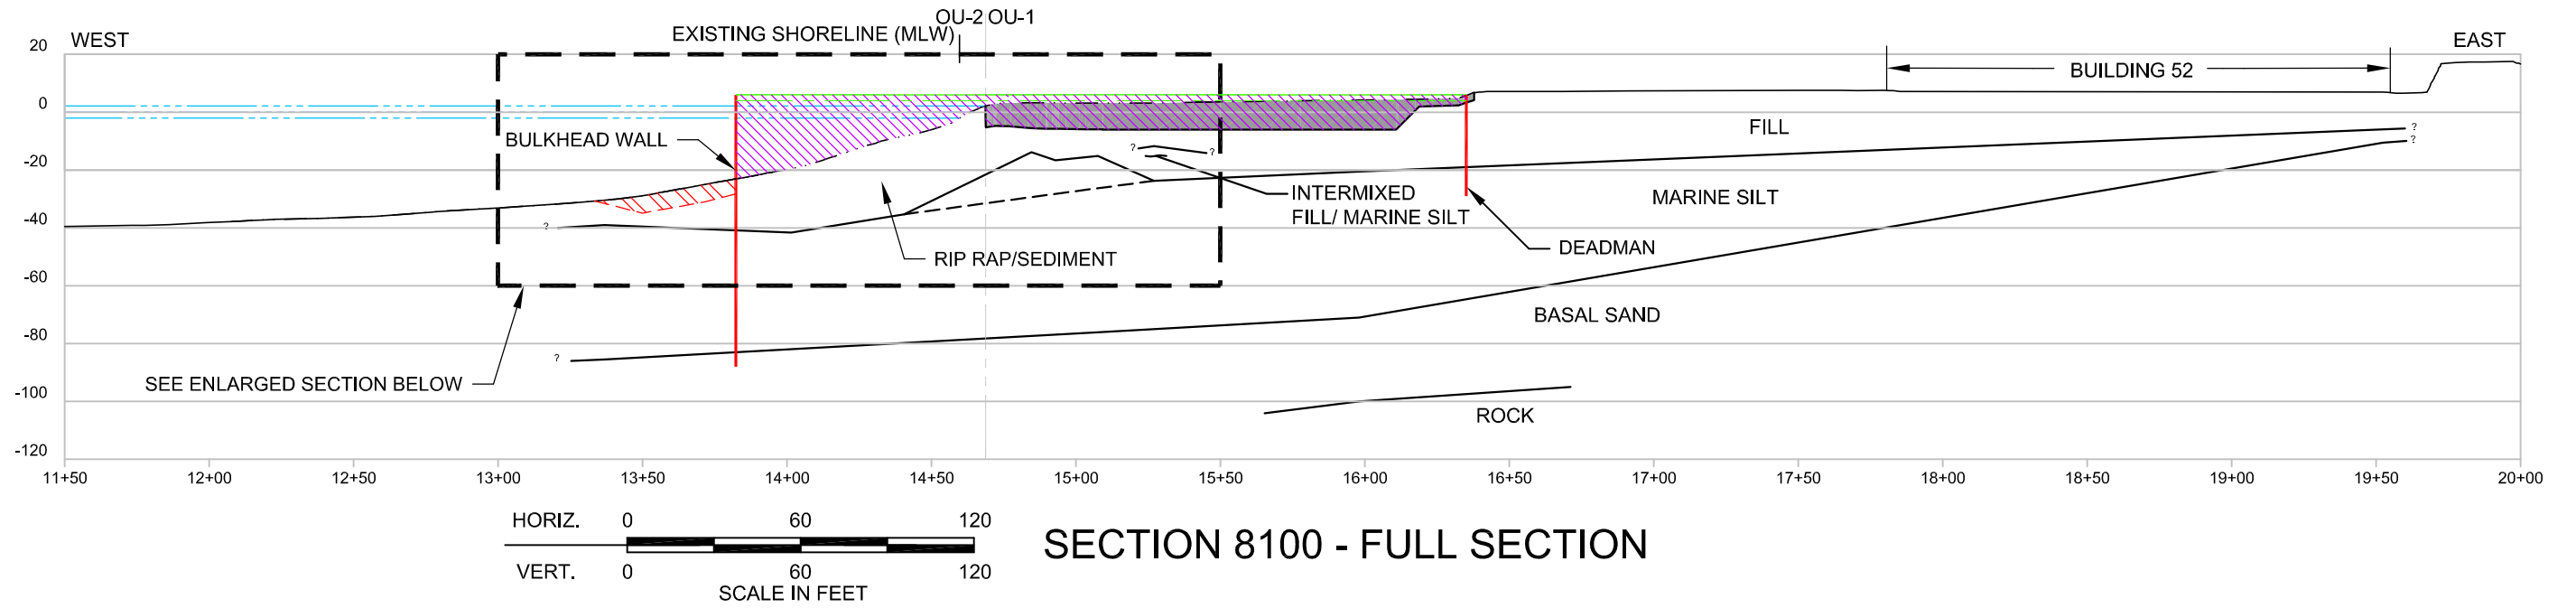 OU-2 OU-1
EXISTING SHORELINE (MLW)
WEST
EAST
BUILDING 52
20
0
-20
-40
-60
-80
-100
-120
BULKHEAD WALL
FILL
?
?
?
?
MARINE SILT
INTERMIXED
FILL/ MARINE SILT
?
DEADMAN
RIP RAP/SEDIMENT
BASAL SAND
?
SEE ENLARGED SECTION BELOW
ROCK
11+50 12+00 12+50 13+00 13+50 14+00 14+50 15+00 15+50 16+00 16+50 17+00 17+50 18+00 18+50 19+00 19+50 20+00
HORIZ. 0 60 120
VERT. 0 60 120
SCALE IN FEET
SECTION 8100 - FULL SECTION